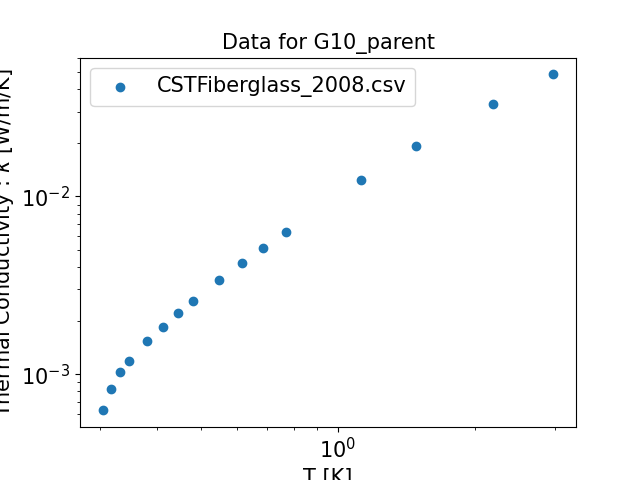 Data for G10_parent
CSTFiberglass_2008.csv
Thermal Conductivity : k [W/m/K]
10⁻²
10⁻³
10⁰
T [K]